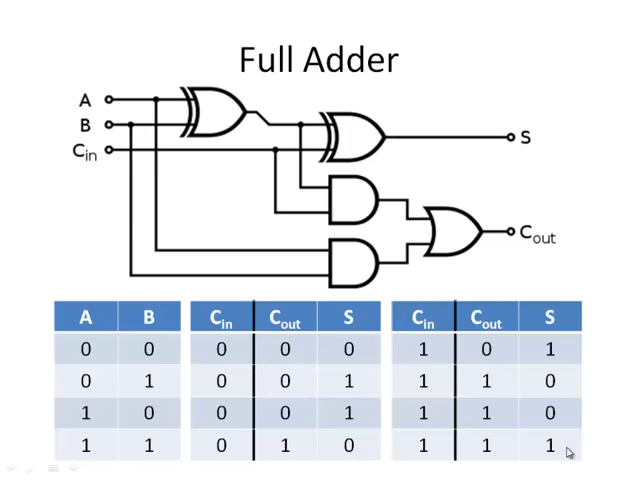 Full Adder
A
B
Cin
S
Cout
A B Cin Cout S Cin Cout S
0 0 0 0 0 1 0 1
0 1 0 0 1 1 1 0
1 0 0 0 1 1 1 0
1 1 0 1 0 1 1 1